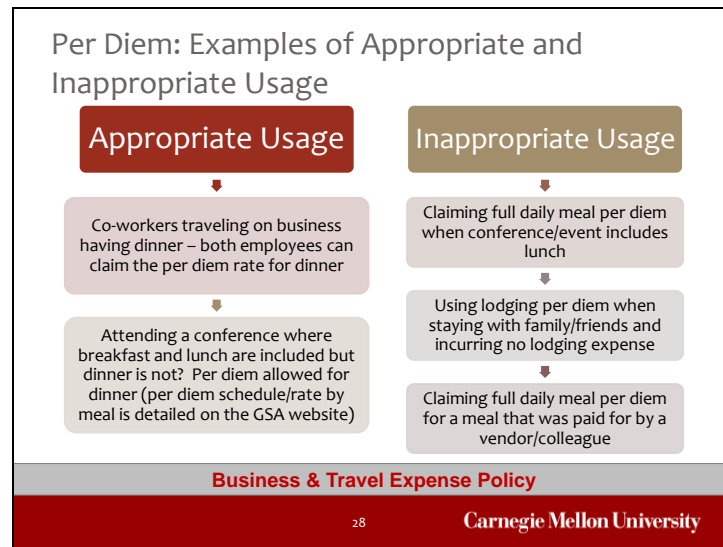 Per Diem: Examples of Appropriate and
Inappropriate Usage
Appropriate Usage
Co-workers traveling on business
having dinner – both employees can
claim the per diem rate for dinner
Attending a conference where
breakfast and lunch are included but
dinner is not?  Per diem allowed for
dinner (per diem schedule/rate by
meal is detailed on the GSA website)
Inappropriate Usage
Claiming full daily meal per diem
when conference/event includes
lunch
Using lodging per diem when
staying with family/friends and
incurring no lodging expense
Claiming full daily meal per diem
for a meal that was paid for by a
vendor/colleague
Business & Travel Expense Policy
28
Carnegie Mellon University